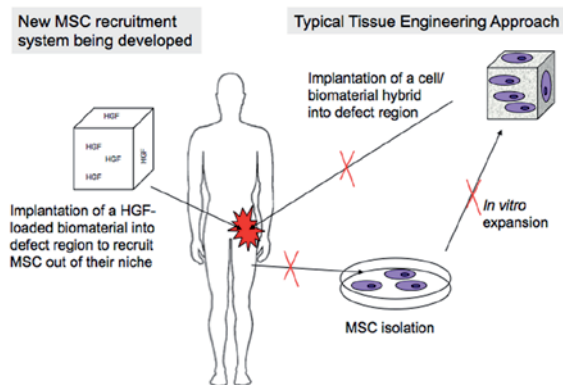 New MSC recruitment
system being developed
Typical Tissue Engineering Approach
HGF
HGF
HGF
HGF
HGF
Implantation of a cell/
biomaterial hybrid
into defect region
Implantation of a HGF-
loaded biomaterial into
defect region to recruit
MSC out of their niche
In vitro
expansion
MSC isolation